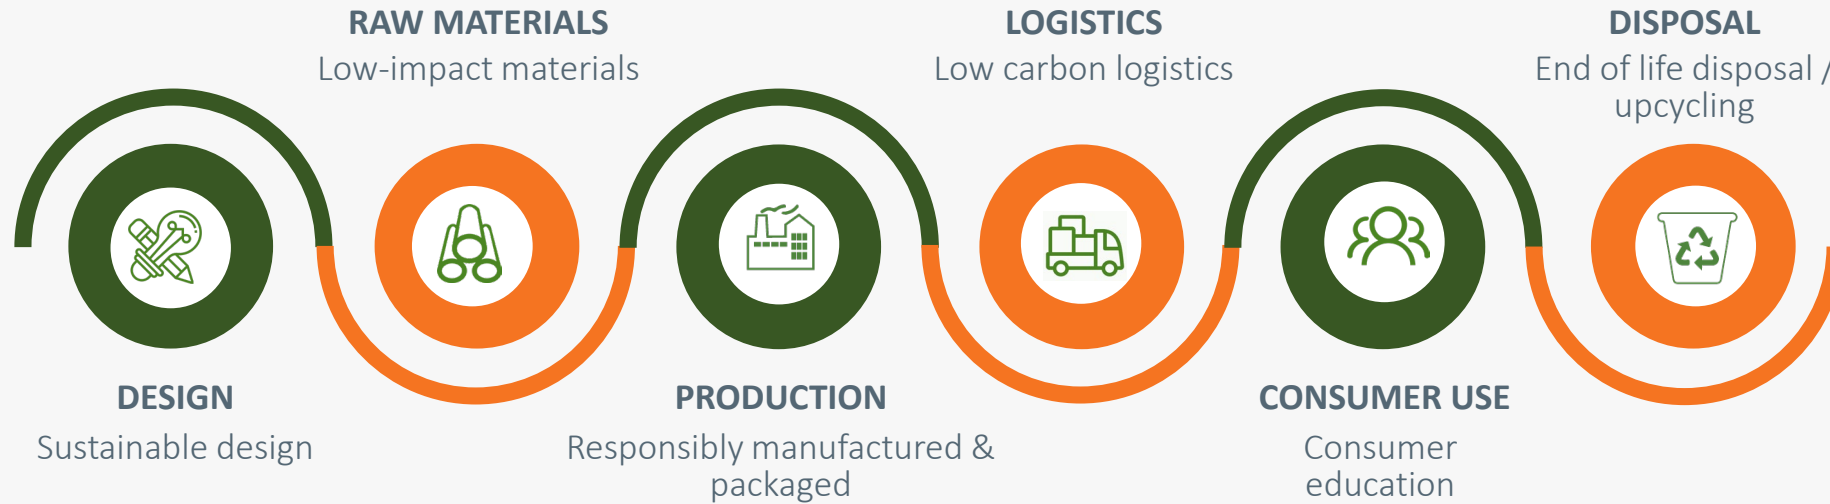 RAW MATERIALS
Low-impact materials
LOGISTICS
Low carbon logistics
DISPOSAL
End of life disposal /
upcycling
DESIGN
Sustainable design
PRODUCTION
Responsibly manufactured &
packaged
CONSUMER USE
Consumer
education